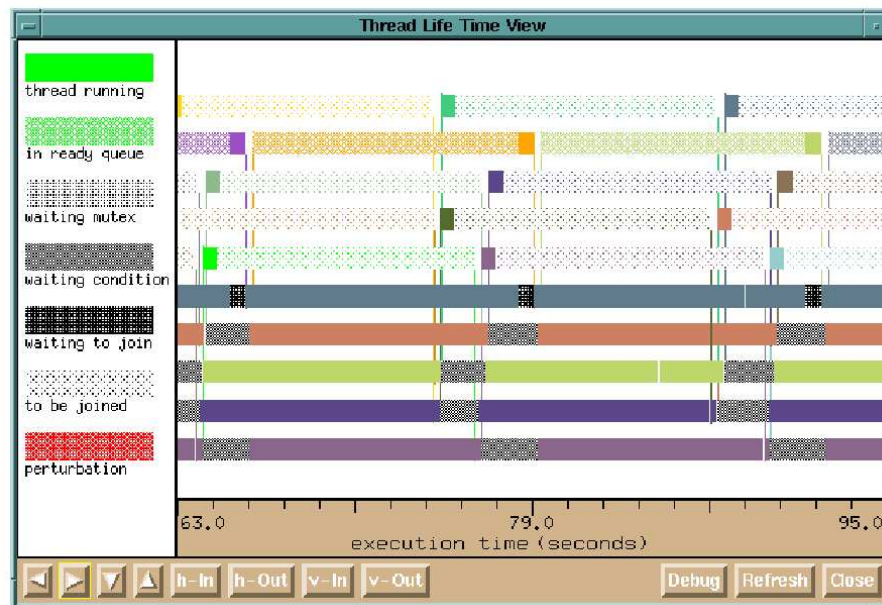 Thread Life Time View
thread running
in ready queue
waiting mutex
waiting condition
waiting to join
to be joined
perturbation
63.0 79.0 95.0
execution time (seconds)
h-In h-Out v-In v-Out Debug Refresh Close